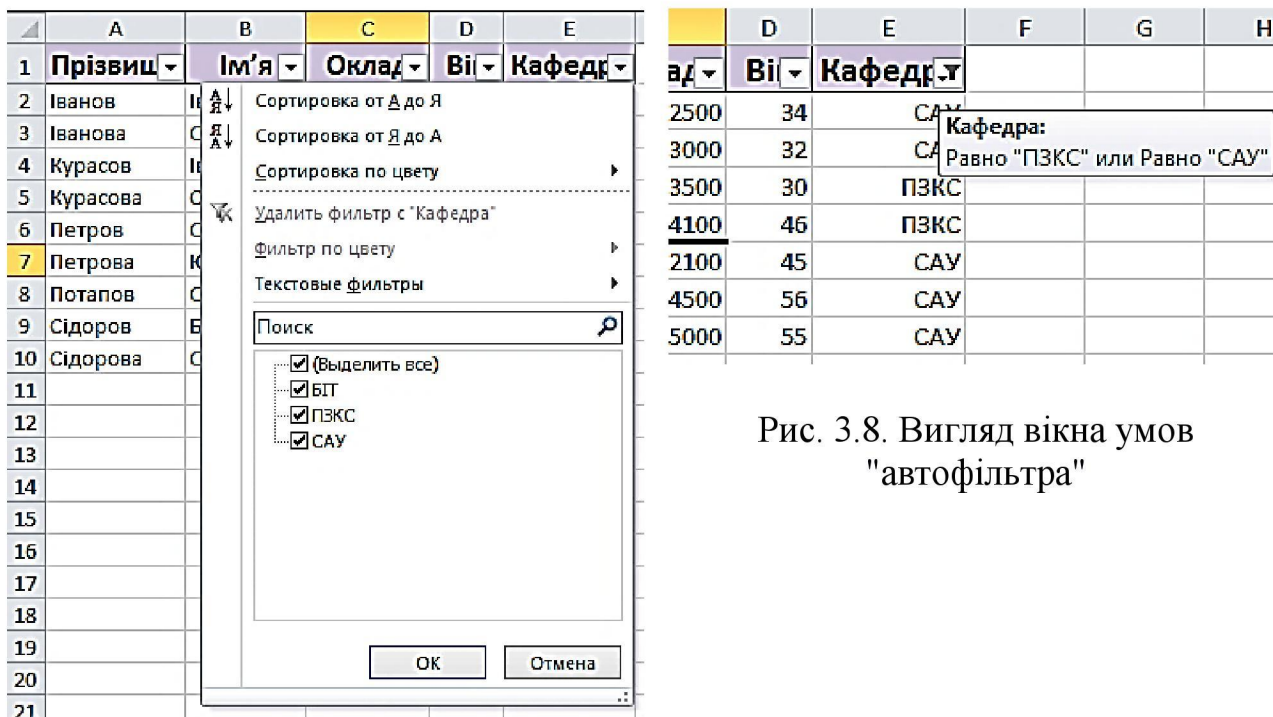 A B C D E
1 Прізвищ Ім'я Оклад Ві Кафедр
2 Іванов
3 Іванова С
4 Курасов
5 Курасова
6 Петров С
7 Петрова Ю
8 Потапов С
9 Сідоров Б
10 Сідорова С
11
12
13
14
15
16
17
18
19
20
21
Сортировка от А до Я
Сортировка от Я до А
Сортировка по цвету
Удалить фильтр с "Кафедра"
Фильтр по цвету
Текстовые фильтры
Поиск
(Выделить все)
БІТ
ПЗКС
САУ
ОК Отмена
D E F G H
ад Ві Кафедр
2500 34 САУ
3000 32 СА
3500 30 ПЗКС
4100 46 ПЗКС
2100 45 САУ
4500 56 САУ
5000 55 САУ
Кафедра:
Равно "ПЗКС" или Равно "САУ"
Рис. 3.8. Вигляд вікна умов
"автофільтра"